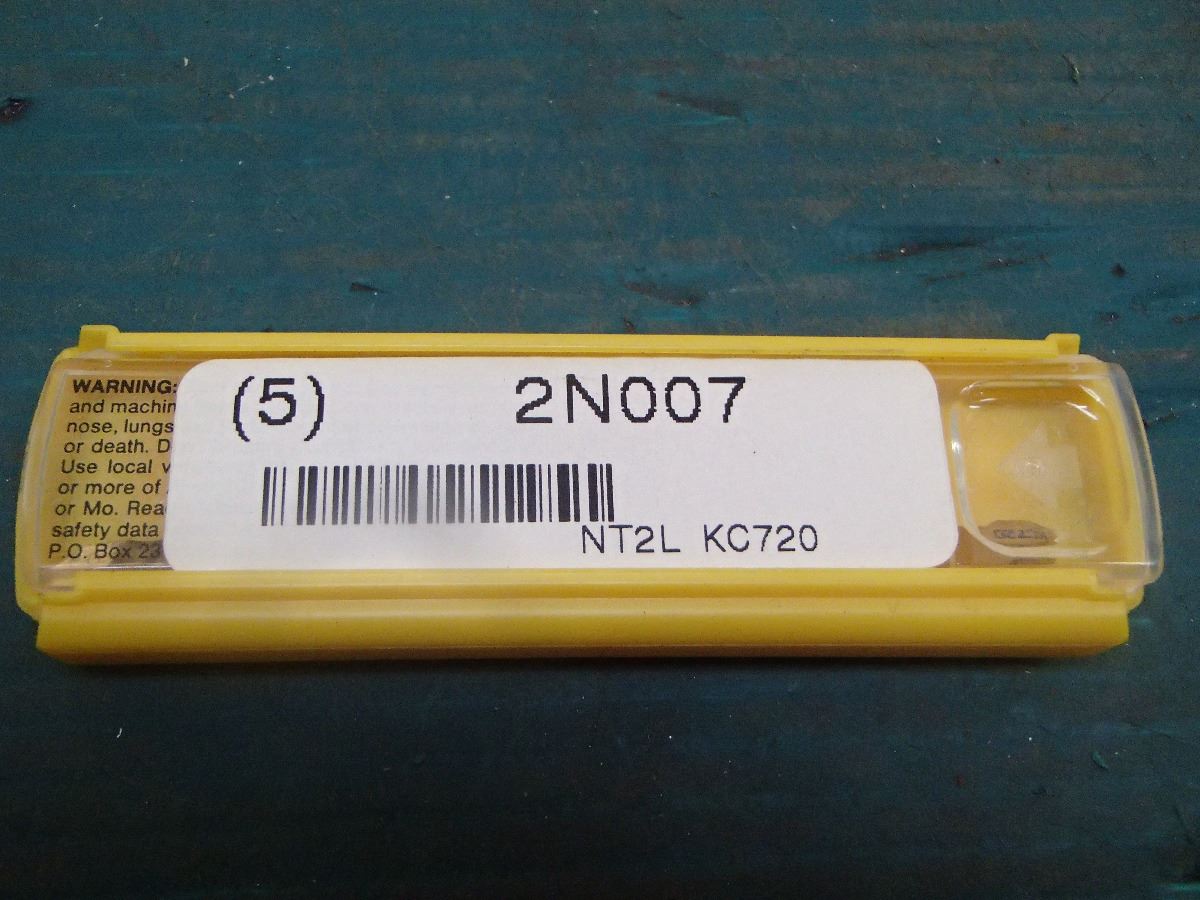 (5) 2N007
NT2L KC720
WARNING:
and machin
nose, lungs
or death. D
Use local v
or more of
or Mo. Rea
safety data
P.O. Box 23